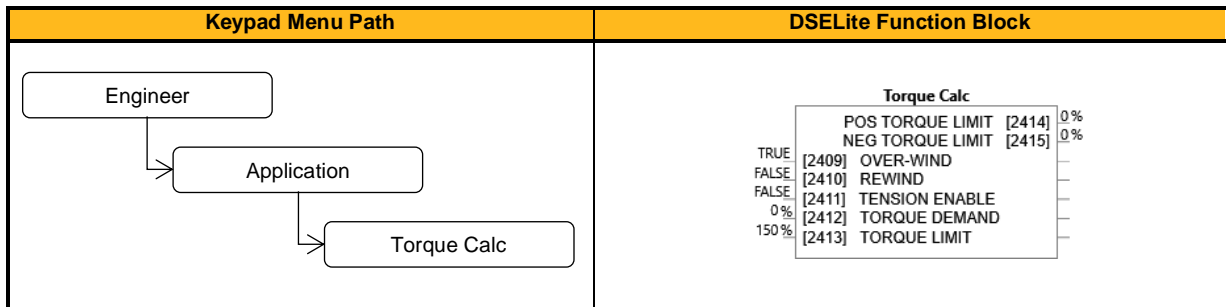 Keypad Menu Path
DSELite Function Block
Engineer
Application
Torque Calc
Torque Calc
POS TORQUE LIMIT [2414] 0 %
NEG TORQUE LIMIT [2415] 0 %
TRUE [2409] OVER-WIND
FALSE [2410] REWIND
FALSE [2411] TENSION ENABLE
0 % [2412] TORQUE DEMAND
150 % [2413] TORQUE LIMIT